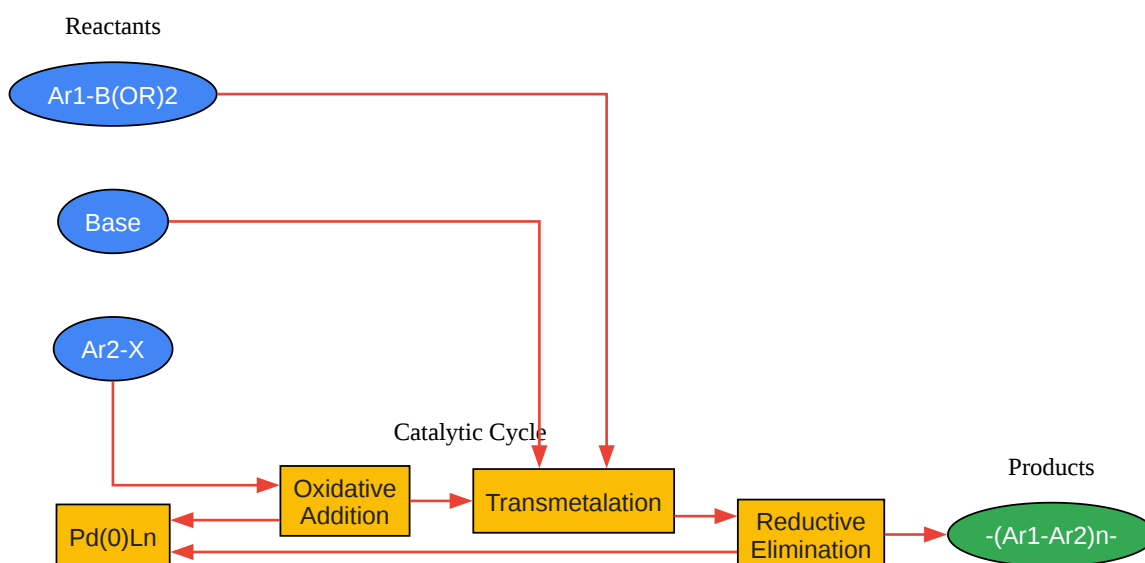 Reactants
Ar1-B(OR)2
Base
Ar2-X
Catalytic Cycle
Products
Oxidative
Addition
Transmetalation
Pd(0)Ln
Reductive
Elimination
-(Ar1-Ar2)n-